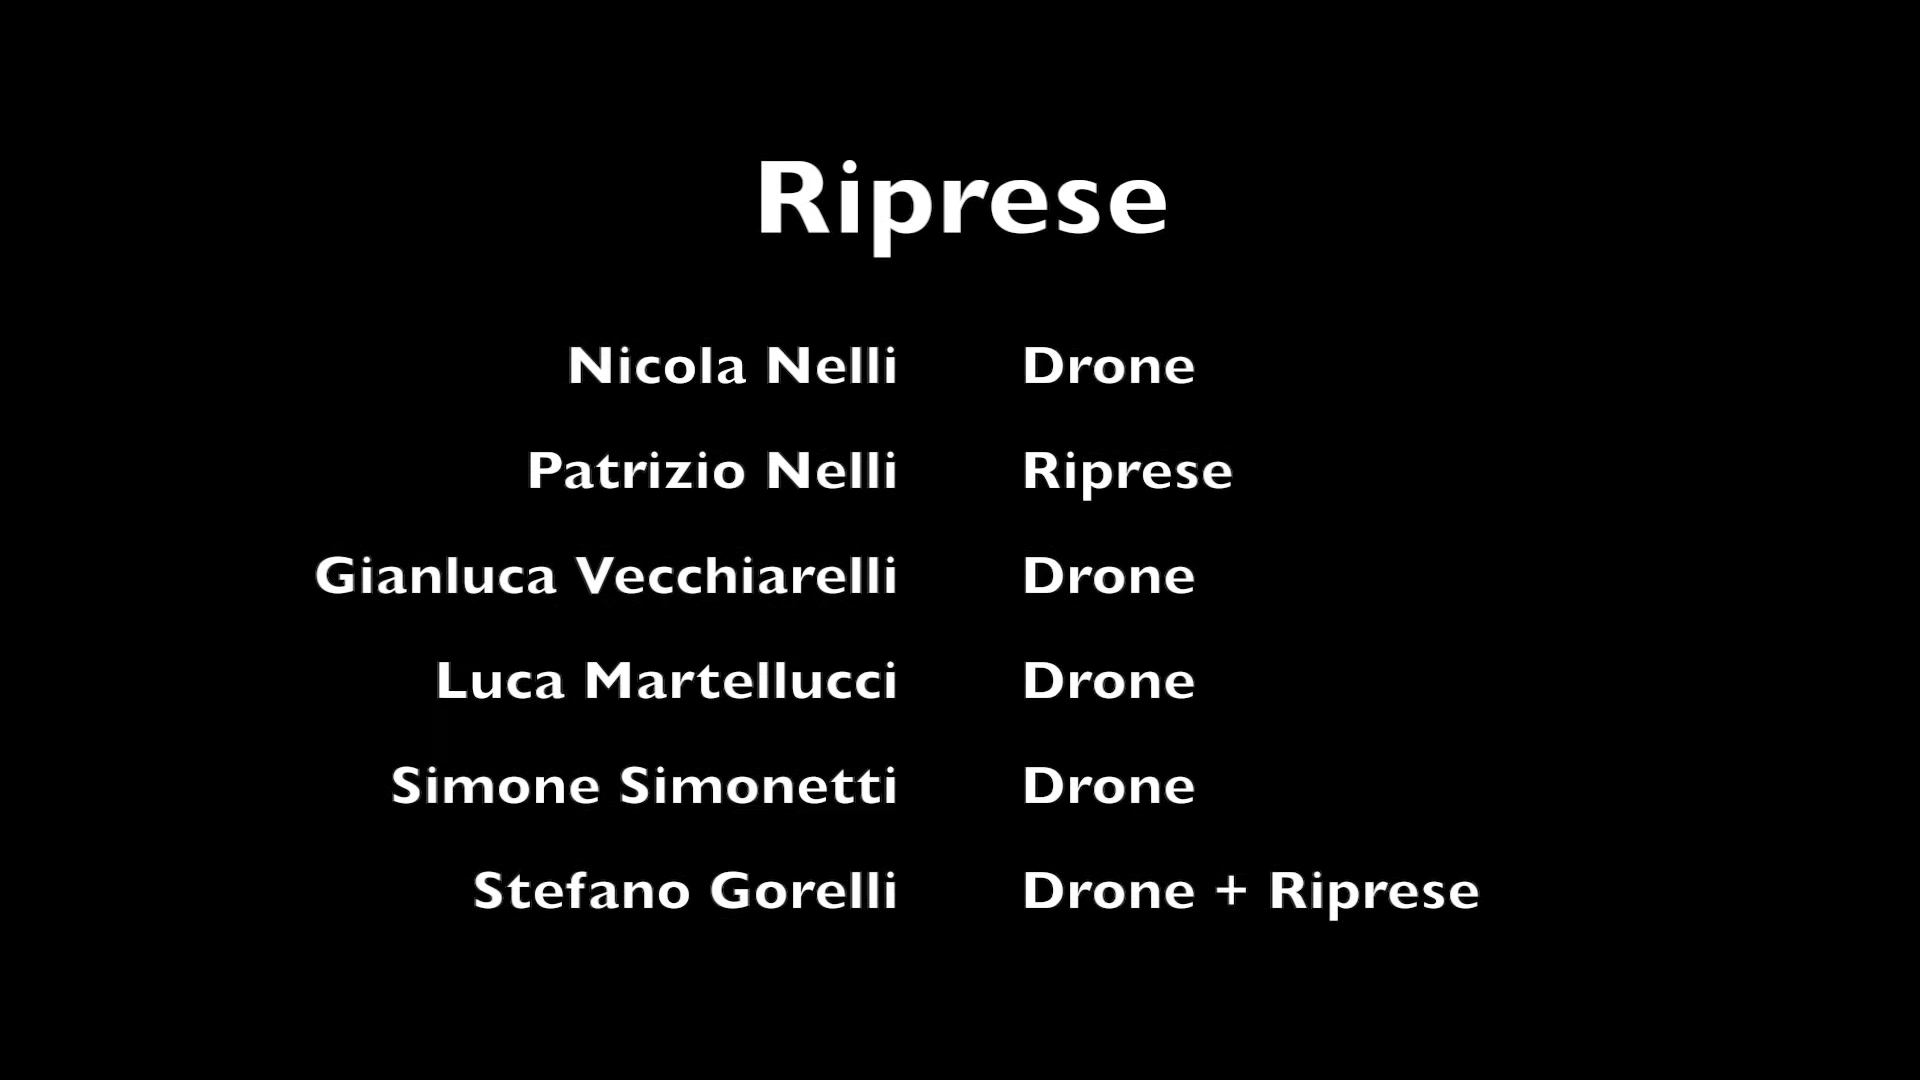 Riprese
Nicola Nelli Drone
Patrizio Nelli Riprese
Gianluca Vecchiarelli Drone
Luca Martellucci Drone
Simone Simonetti Drone
Stefano Gorelli Drone + Riprese